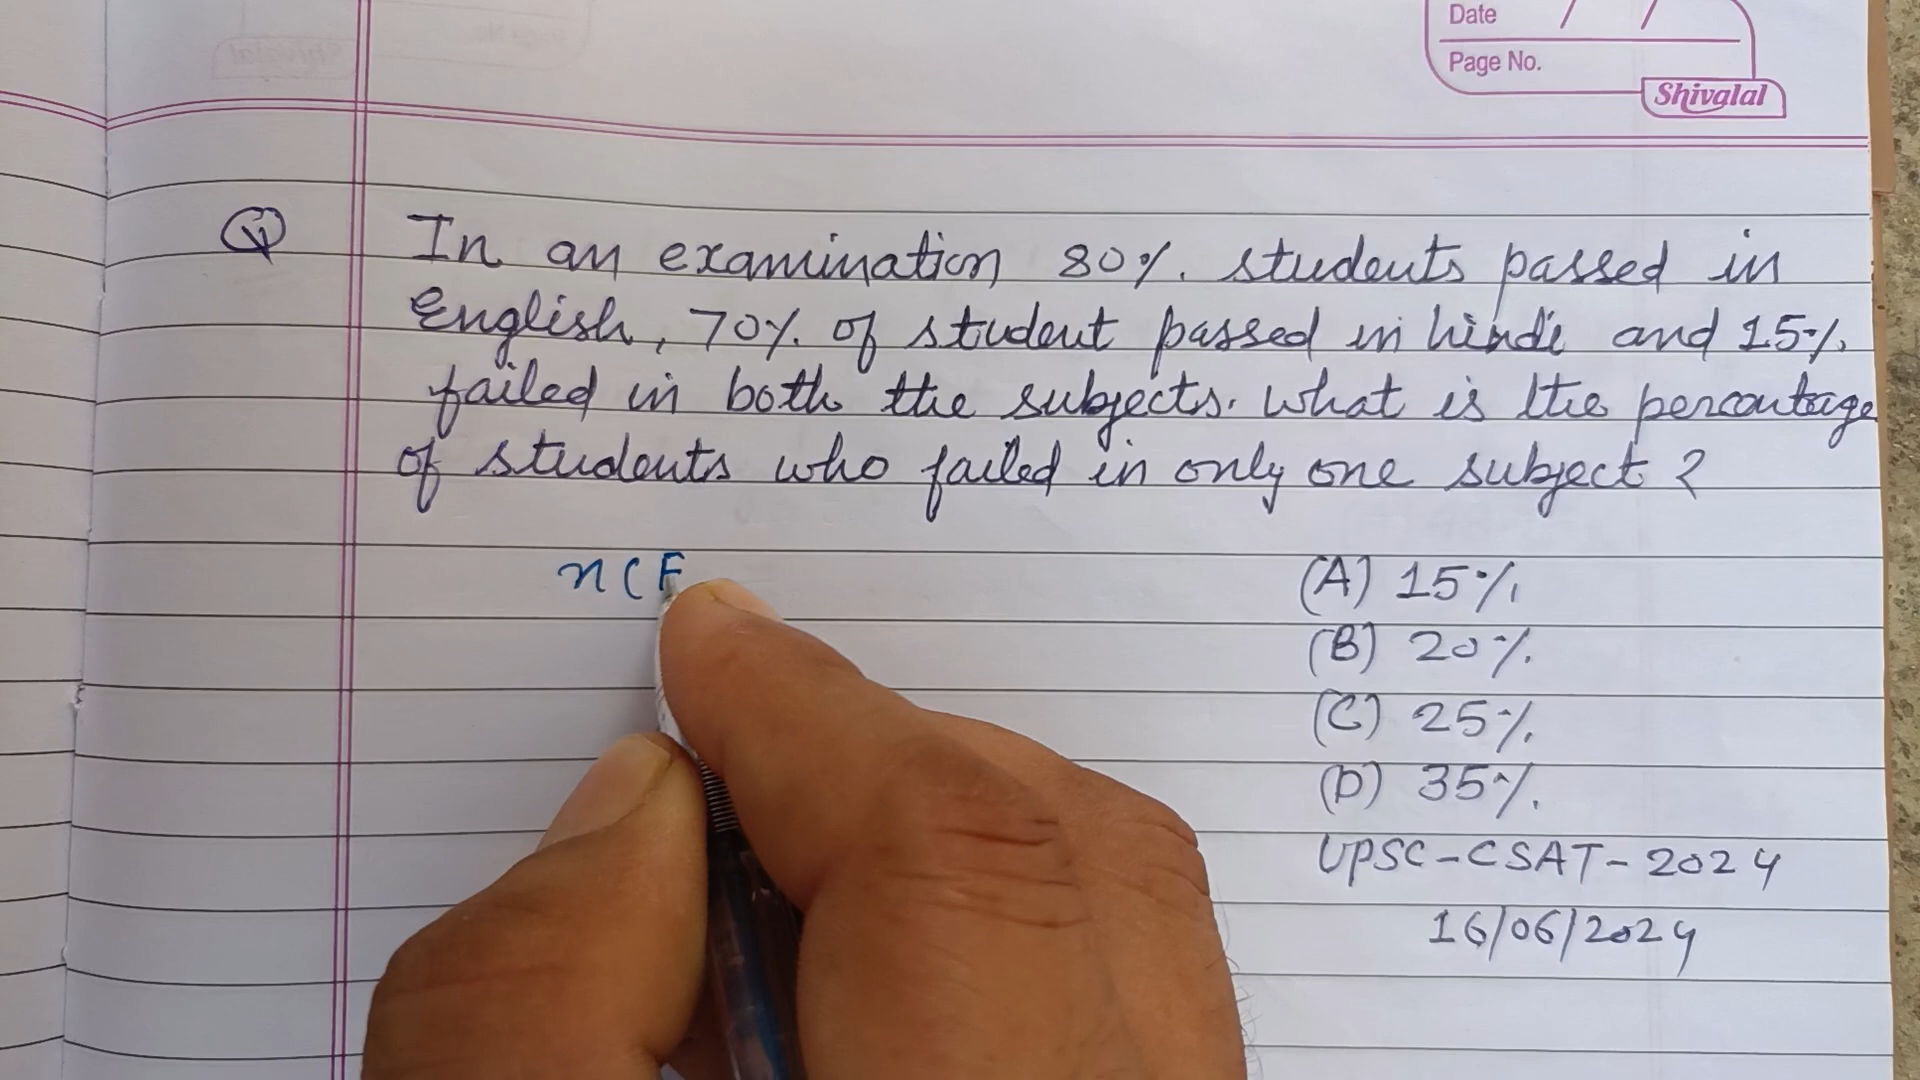 Date / /
Page No.
Shivalal
Q In an examination 80%. students passed in
English, 70%. of student passed in hindi and 15%.
failed in both the subjects. What is the percentage
of students who failed in only one subject ?
n(E
(A) 15%
(B) 20%.
(C) 25%.
(D) 35%.
UPSC-CSAT-2024
16/06/2024